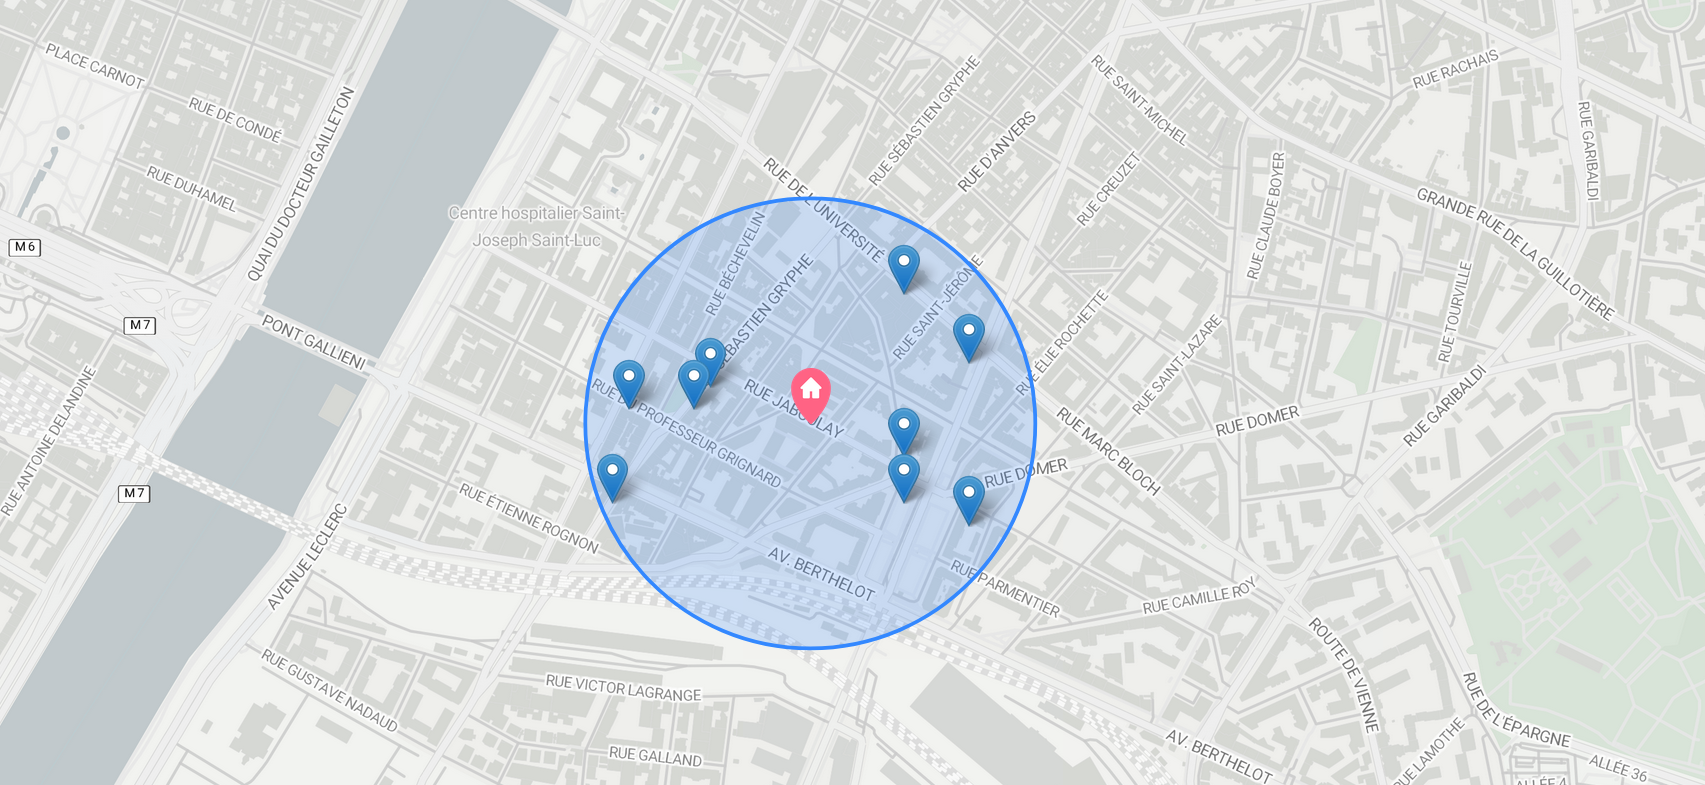 PLACE CARNOT
RUE DE CONDÉ
RUE DUHAMEL
QUAI DU DOCTEUR GAILLETON
M 6
M 7
PONT GALLIENI
M 7
RUE ANTOINE DELANDINE
AVENUE LECLERC
Centre hospitalier Saint-
Joseph Saint-Luc
RUE DE L'UNIVERSITÉ
RUE SÉBASTIEN GRYPHE
RUE D'ANVERS
RUE SAINT-MICHEL
RUE CREUZET
RUE RACHAIS
RUE GARIBALDI
RUE CLAUDE BOYER
GRANDE RUE DE LA GUILLOTIÈRE
RUE TOURVILLE
RUE BÉCHEVELIN
SÉBASTIEN GRYPHE
RUE SAINT-JÉRÔME
RUE ÉLIE ROCHETTE
RUE SAINT-LAZARE
RUE JABOULAY
RUE DU PROFESSEUR GRIGNARD
RUE DOMER
RUE DOMER
RUE GARIBALDI
RUE MARC BLOCH
RUE ÉTIENNE ROGNON
AV. BERTHELOT
RUE PARMENTIER
RUE CAMILLE ROY
ROUTE DE VIENNE
RUE GUSTAVE NADAUD
RUE VICTOR LAGRANGE
RUE GALLAND
AV. BERTHELOT
RUE LAMOTHE
RUE DE L'ÉPARGNE
ALLÉE 36
ALLÉE 4